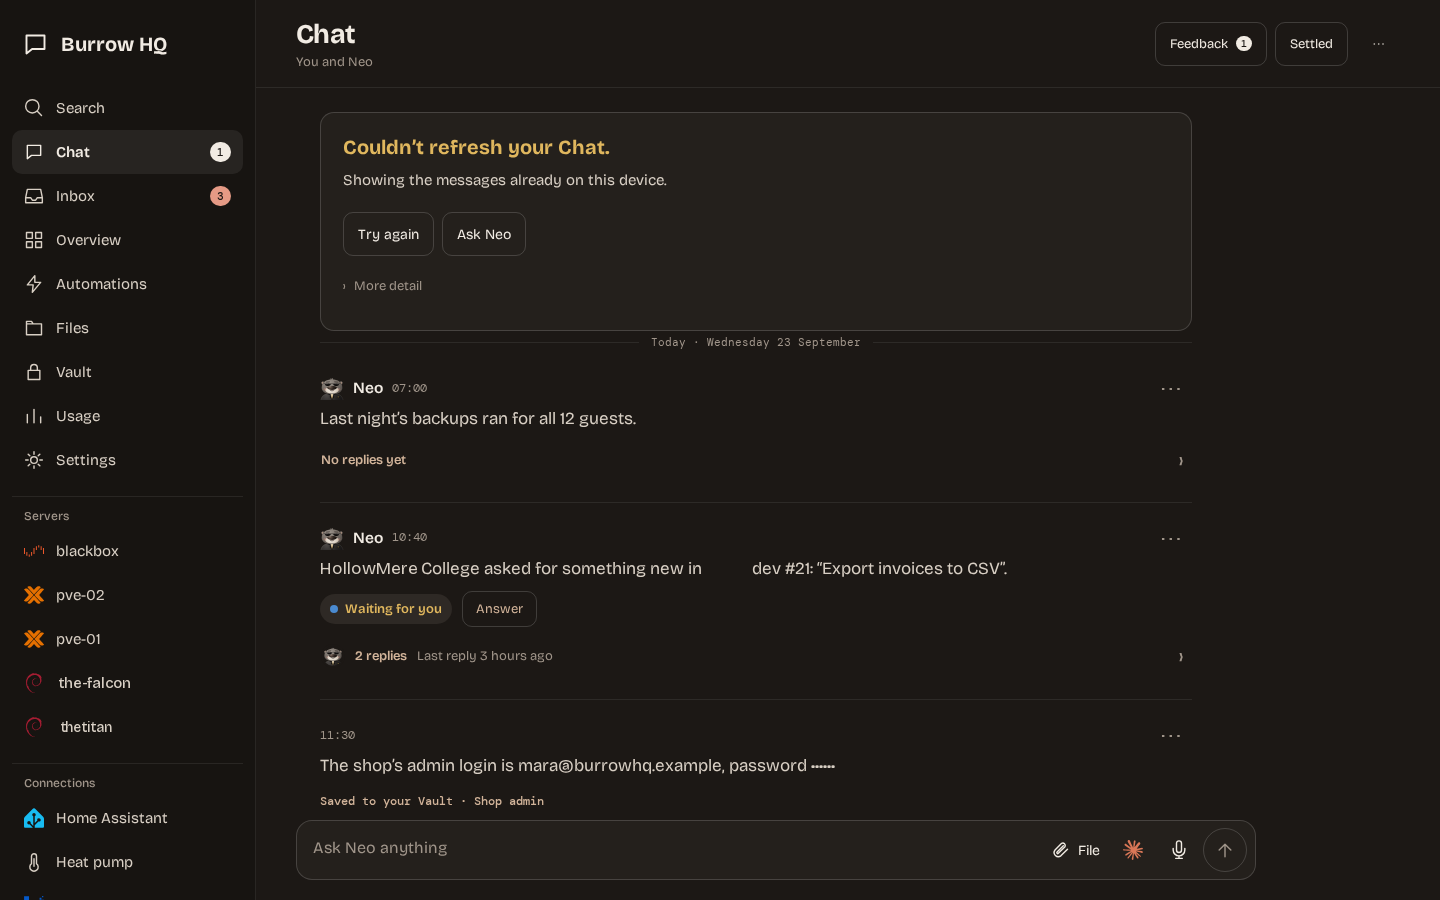 Burrow HQ
Search
Chat 1
Inbox 3
Overview
Automations
Files
Vault
Usage
Settings
Servers
blackbox
pve-02
pve-01
the-falcon
thetitan
Connections
Home Assistant
Heat pump
Chat
You and Neo
Feedback 1
Settled
Couldn’t refresh your Chat.
Showing the messages already on this device.
Try again
Ask Neo
More detail
Today · Wednesday 23 September
Neo 07:00
Last night’s backups ran for all 12 guests.
No replies yet
Neo 10:40
HollowMere College asked for something new in dev #21: “Export invoices to CSV”.
Waiting for you
Answer
2 replies Last reply 3 hours ago
11:30
The shop’s admin login is mara@burrowhq.example, password ••••••
Saved to your Vault · Shop admin
Ask Neo anything
File